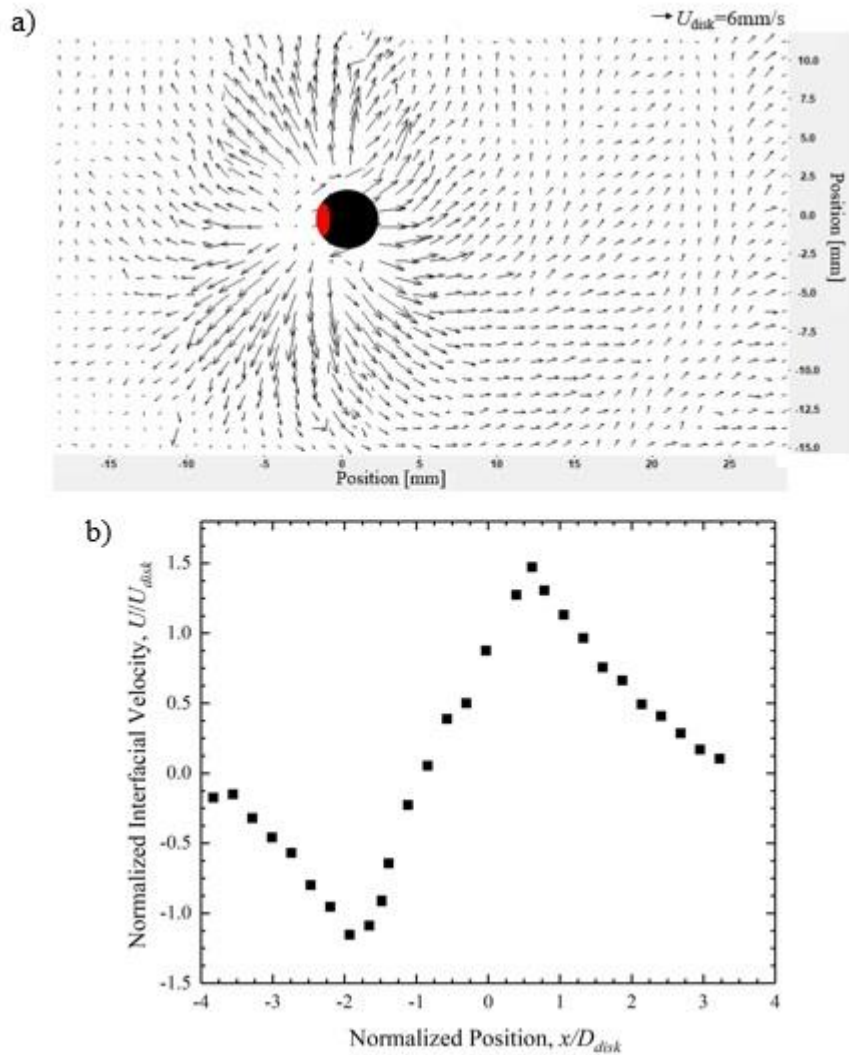 a)
U_disk=6mm/s
10.0
7.5
5.0
2.5
0.0
-2.5
-5.0
-7.5
-10.0
-12.5
-15.0
Position [mm]
-15 -10 -5 0 5 10 15 20 25
Position [mm]
b)
1.5
1.0
0.5
0.0
-0.5
-1.0
-1.5
Normalized Interfacial Velocity, U/U_disk
-4 -3 -2 -1 0 1 2 3 4
Normalized Position, x/D_disk